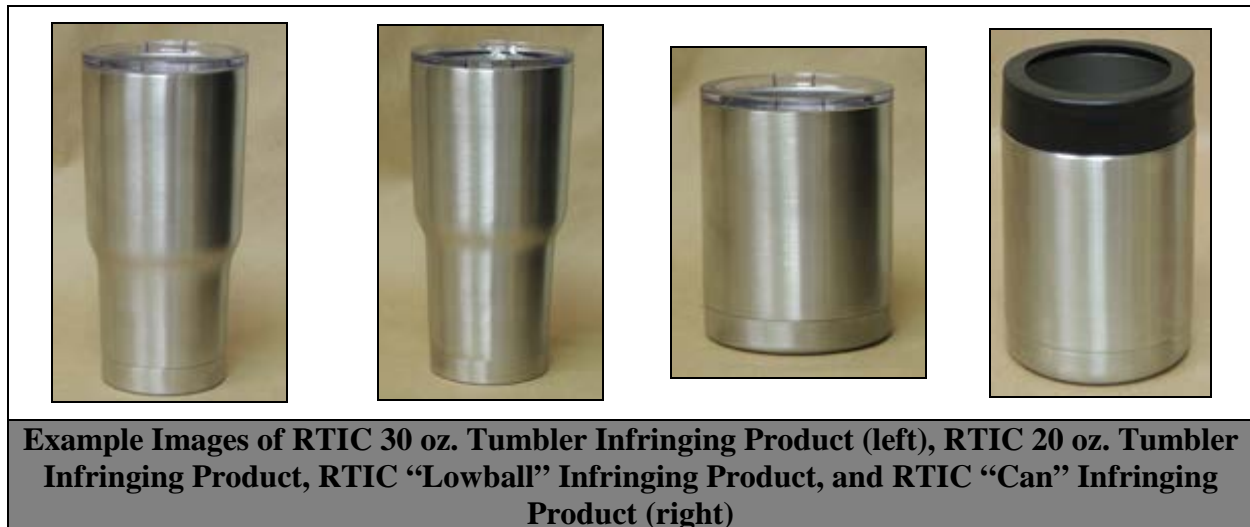 Example Images of RTIC 30 oz. Tumbler Infringing Product (left), RTIC 20 oz. Tumbler
Infringing Product, RTIC “Lowball” Infringing Product, and RTIC “Can” Infringing
Product (right)